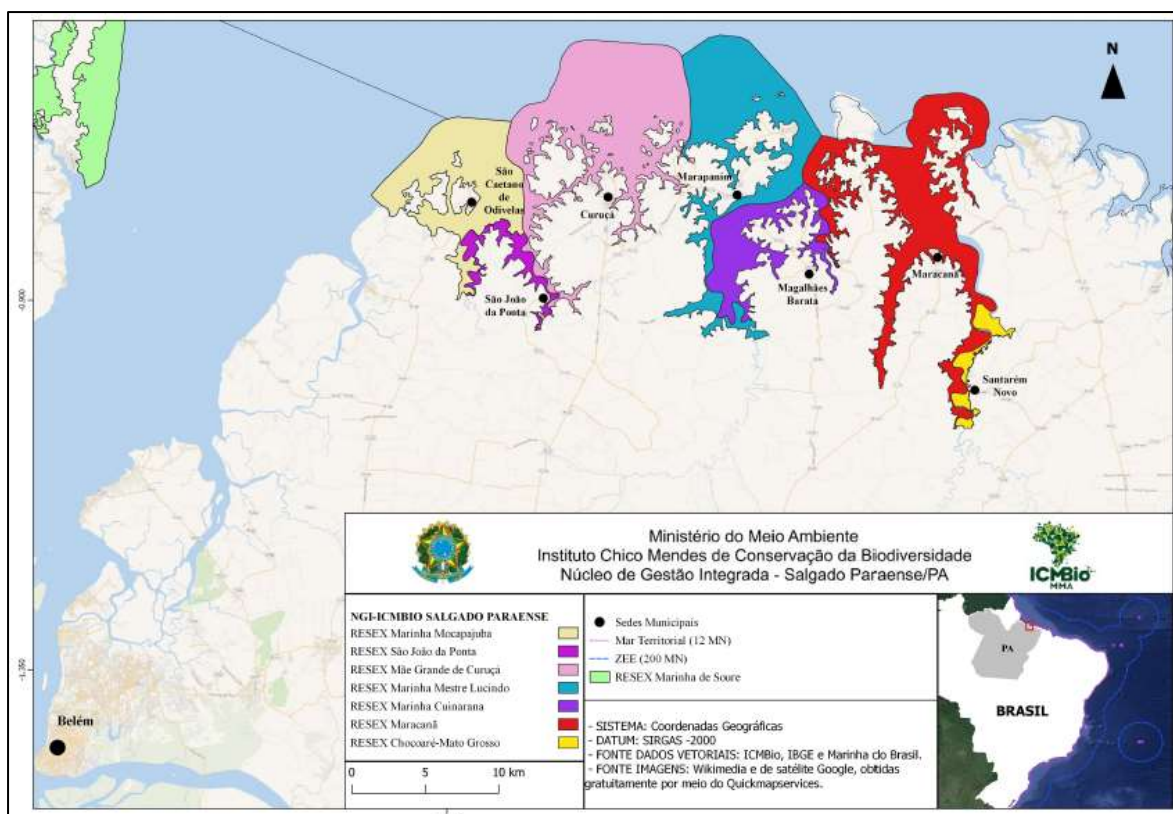 N
São
Caetano
de
Odivelas
Marapanim
Curuçá
Maracanã
Magalhães
Barata
São João
da Ponta
-0.900
Santarém
Novo
-1.350
Belém
Ministério do Meio Ambiente
Instituto Chico Mendes de Conservação da Biodiversidade
Núcleo de Gestão Integrada - Salgado Paraense/PA
ICMBio
MMA
NGI-ICMBIO SALGADO PARAENSE
RESEX Marinha Mocapajuba
RESEX São João da Ponta
RESEX Mãe Grande de Curuçá
RESEX Marinha Mestre Lucindo
RESEX Marinha Cuinarana
RESEX Maracanã
RESEX Chocoaré-Mato Grosso
0 5 10 km
Sedes Municipais
Mar Territorial (12 MN)
ZEE (200 MN)
RESEX Marinha de Soure
- SISTEMA: Coordenadas Geográficas
- DATUM: SIRGAS -2000
- FONTE DADOS VETORIAIS: ICMBio, IBGE e Marinha do Brasil.
- FONTE IMAGENS: Wikimedia e de satélite Google, obtidas
gratuitamente por meio do Quickmapservices.
PA
BRASIL